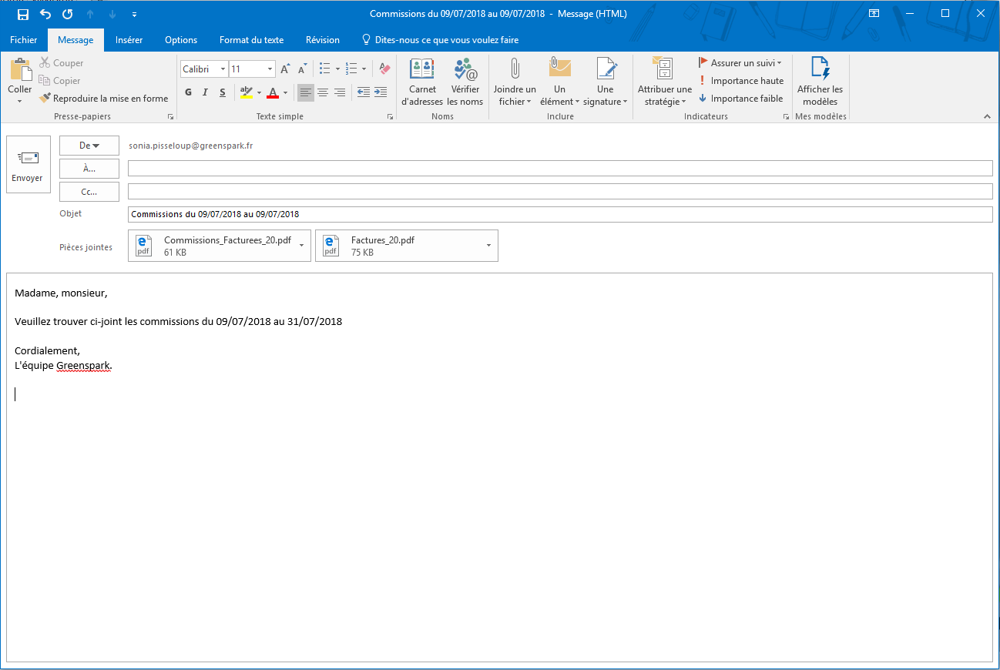 Commissions du 09/07/2018 au 09/07/2018 - Message (HTML)
Fichier Message Insérer Options Format du texte Révision Dites-nous ce que vous voulez faire
Coller
Couper
Copier
Reproduire la mise en forme
Presse-papiers
Calibri 11
G I S
Texte simple
Carnet d'adresses
Vérifier les noms
Noms
Joindre un fichier
Un élément
Une signature
Inclure
Attribuer une stratégie
Assurer un suivi
Importance haute
Importance faible
Indicateurs
Afficher les modèles
Mes modèles
Envoyer
De sonia.pisseloup@greenspark.fr
À...
Cc...
Objet Commissions du 09/07/2018 au 09/07/2018
Pièces jointes
pdf Commissions_Facturees_20.pdf
61 KB
pdf Factures_20.pdf
75 KB
Madame, monsieur,
Veuillez trouver ci-joint les commissions du 09/07/2018 au 31/07/2018
Cordialement,
L'équipe Greenspark.